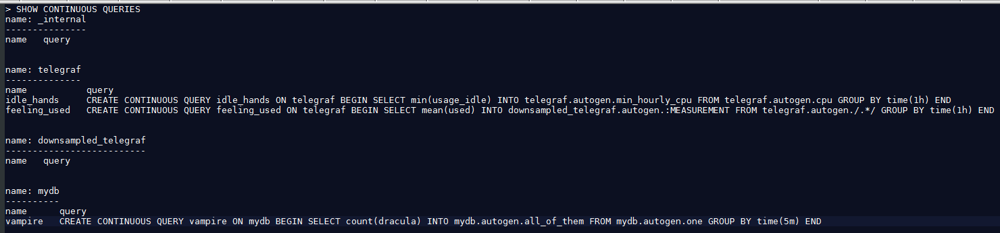 > SHOW CONTINUOUS QUERIES
name: _internal
---------------
name   query
name: telegraf
--------------
name           query
idle_hands     CREATE CONTINUOUS QUERY idle_hands ON telegraf BEGIN SELECT min(usage_idle) INTO telegraf.autogen.min_hourly_cpu FROM telegraf.autogen.cpu GROUP BY time(1h) END
feeling_used   CREATE CONTINUOUS QUERY feeling_used ON telegraf BEGIN SELECT mean(used) INTO downsampled_telegraf.autogen.:MEASUREMENT FROM telegraf.autogen./.*/ GROUP BY time(1h) END
name: downsampled_telegraf
--------------------------
name   query
name: mydb
----------
name      query
vampire   CREATE CONTINUOUS QUERY vampire ON mydb BEGIN SELECT count(dracula) INTO mydb.autogen.all_of_them FROM mydb.autogen.one GROUP BY time(5m) END